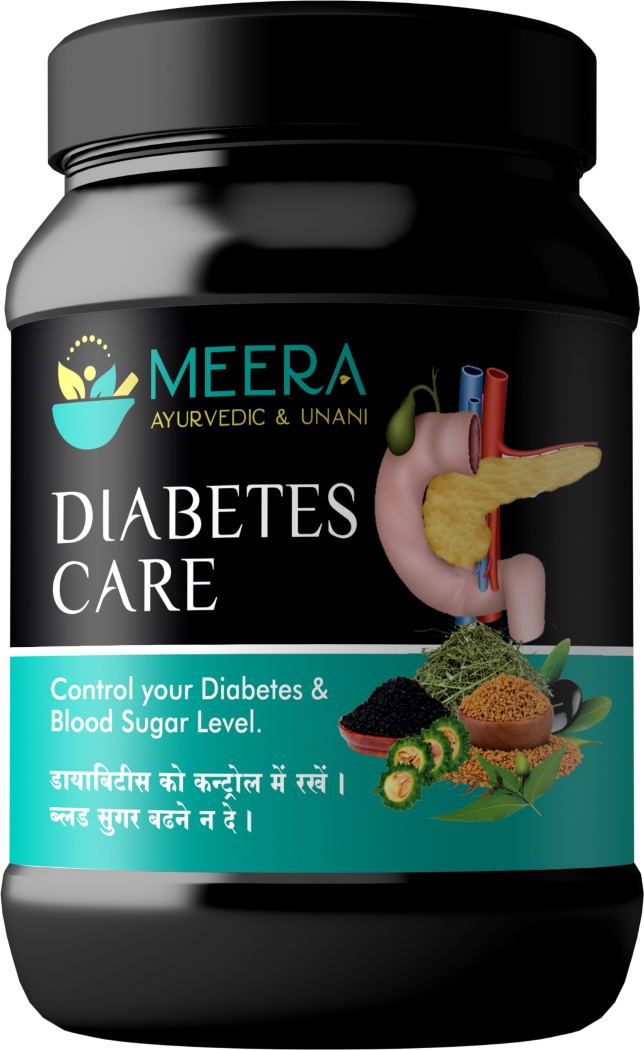 MEERA
AYURVEDIC & UNANI
DIABETES
CARE
Control your Diabetes &
Blood Sugar Level.
डायाबिटीस को कन्ट्रोल में रखें ।
ब्लड सुगर बढने न दे ।